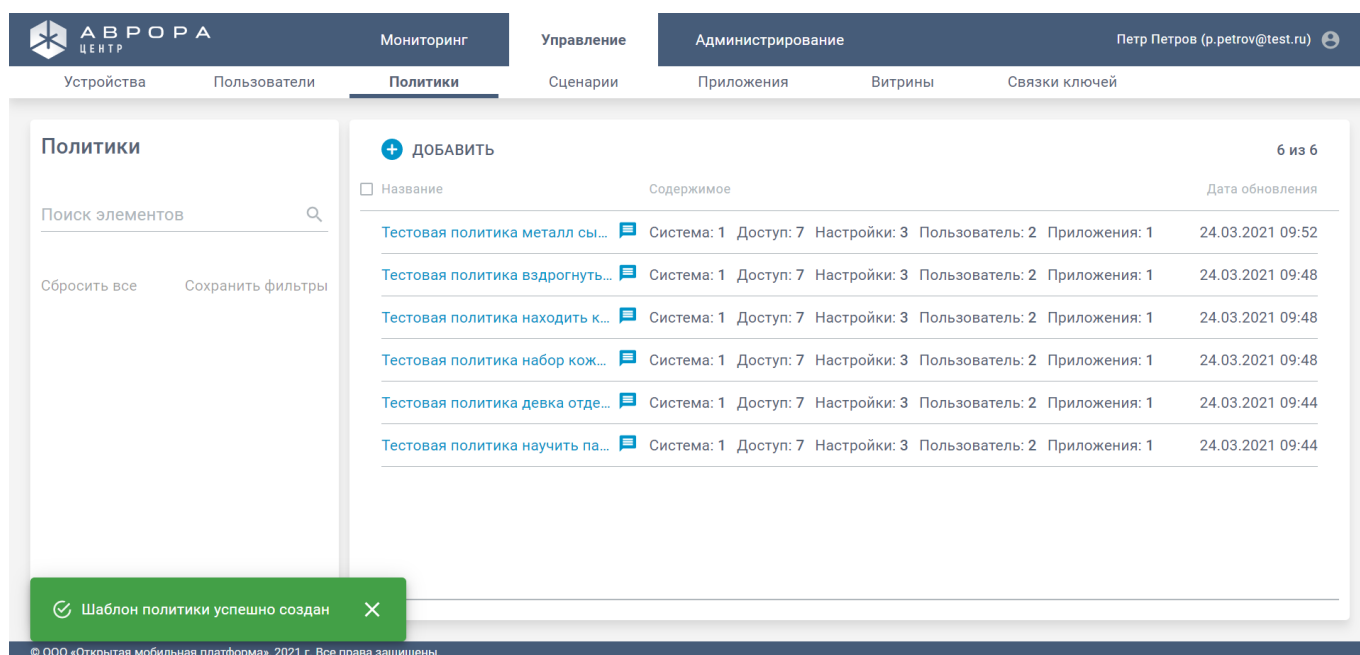 АВРОРА
ЦЕНТР
Мониторинг Управление Администрирование Петр Петров (p.petrov@test.ru)
Устройства Пользователи Политики Сценарии Приложения Витрины Связки ключей
Политики
ДОБАВИТЬ 6 из 6
Название Содержимое Дата обновления
Поиск элементов
Тестовая политика металл сы... Система: 1 Доступ: 7 Настройки: 3 Пользователь: 2 Приложения: 1 24.03.2021 09:52
Тестовая политика вздрогнуть... Система: 1 Доступ: 7 Настройки: 3 Пользователь: 2 Приложения: 1 24.03.2021 09:48
Сбросить все Сохранить фильтры
Тестовая политика находить к... Система: 1 Доступ: 7 Настройки: 3 Пользователь: 2 Приложения: 1 24.03.2021 09:48
Тестовая политика набор кож... Система: 1 Доступ: 7 Настройки: 3 Пользователь: 2 Приложения: 1 24.03.2021 09:48
Тестовая политика девка отде... Система: 1 Доступ: 7 Настройки: 3 Пользователь: 2 Приложения: 1 24.03.2021 09:44
Тестовая политика научить па... Система: 1 Доступ: 7 Настройки: 3 Пользователь: 2 Приложения: 1 24.03.2021 09:44
Шаблон политики успешно создан
© ООО «Открытая мобильная платформа», 2021 г. Все права защищены.